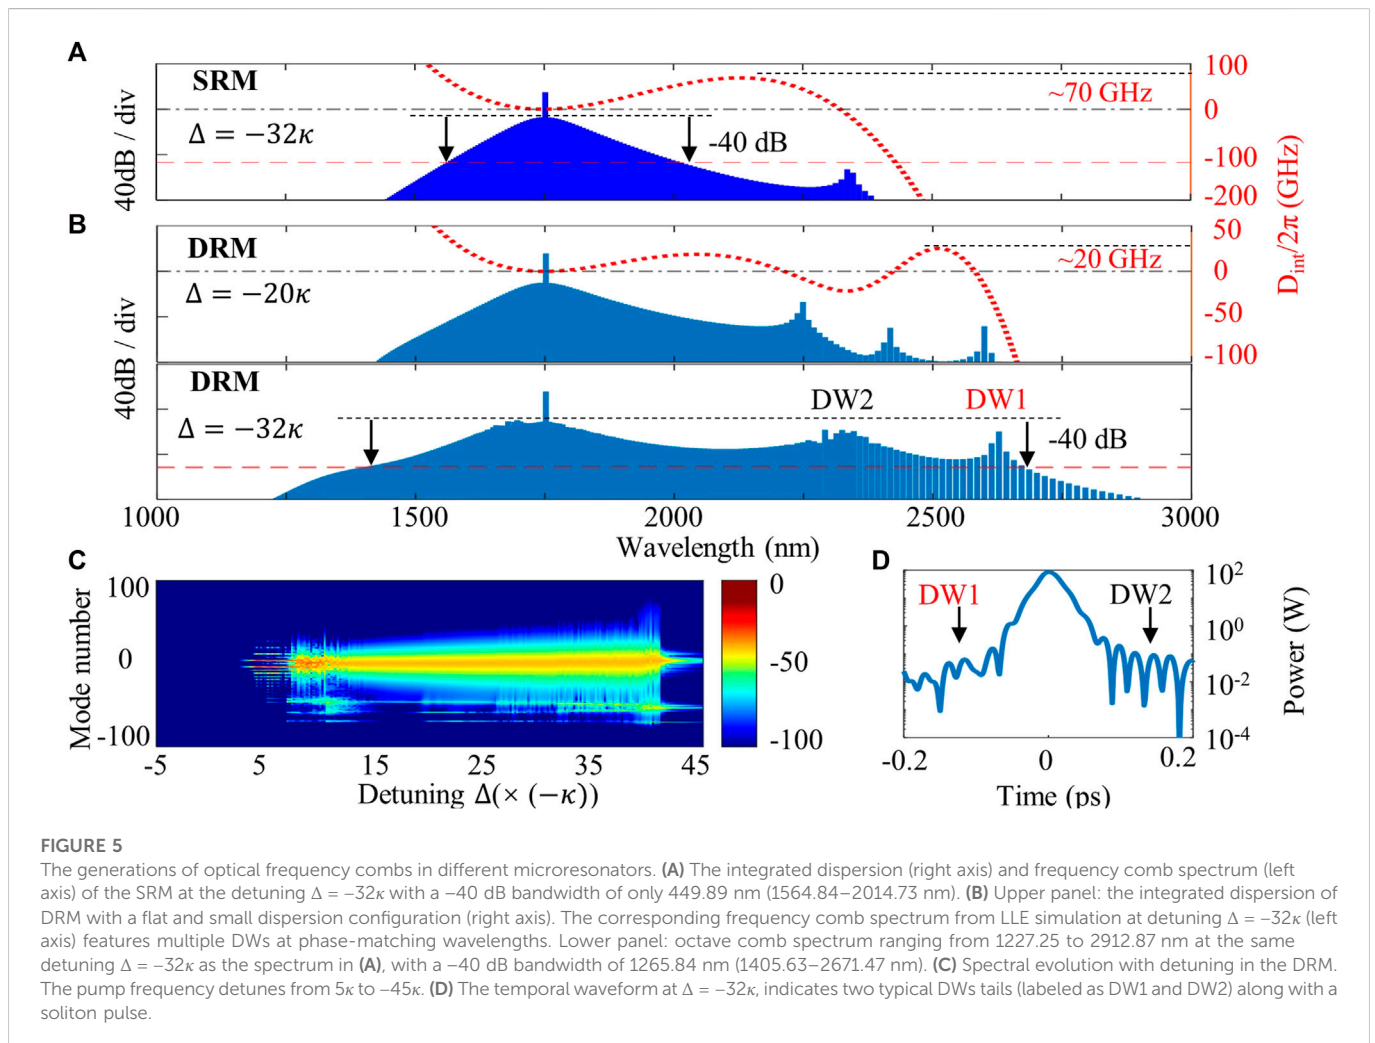 A
SRM
Δ = −32κ
-40 dB
~70 GHz
40dB / div
100
0
-100
-200
B
DRM
Δ = −20κ
~20 GHz
50
0
-50
-100
D_int/2π (GHz)
40dB / div
DRM
Δ = −32κ
DW2
DW1
-40 dB
1000
1500
2000
2500
3000
Wavelength (nm)
C
100
0
-100
Mode number
-5
5
15
25
35
45
Detuning Δ(× (−κ))
0
-50
-100
D
DW1
DW2
10²
10⁰
10⁻²
10⁻⁴
Power (W)
-0.2
0
0.2
Time (ps)
FIGURE 5
The generations of optical frequency combs in different microresonators. (A) The integrated dispersion (right axis) and frequency comb spectrum (left
axis) of the SRM at the detuning Δ = −32κ with a −40 dB bandwidth of only 449.89 nm (1564.84–2014.73 nm). (B) Upper panel: the integrated dispersion of
DRM with a flat and small dispersion configuration (right axis). The corresponding frequency comb spectrum from LLE simulation at detuning Δ = −32κ (left
axis) features multiple DWs at phase-matching wavelengths. Lower panel: octave comb spectrum ranging from 1227.25 to 2912.87 nm at the same
detuning Δ = −32κ as the spectrum in (A), with a −40 dB bandwidth of 1265.84 nm (1405.63–2671.47 nm). (C) Spectral evolution with detuning in the DRM.
The pump frequency detunes from 5κ to −45κ. (D) The temporal waveform at Δ = −32κ, indicates two typical DWs tails (labeled as DW1 and DW2) along with a
soliton pulse.